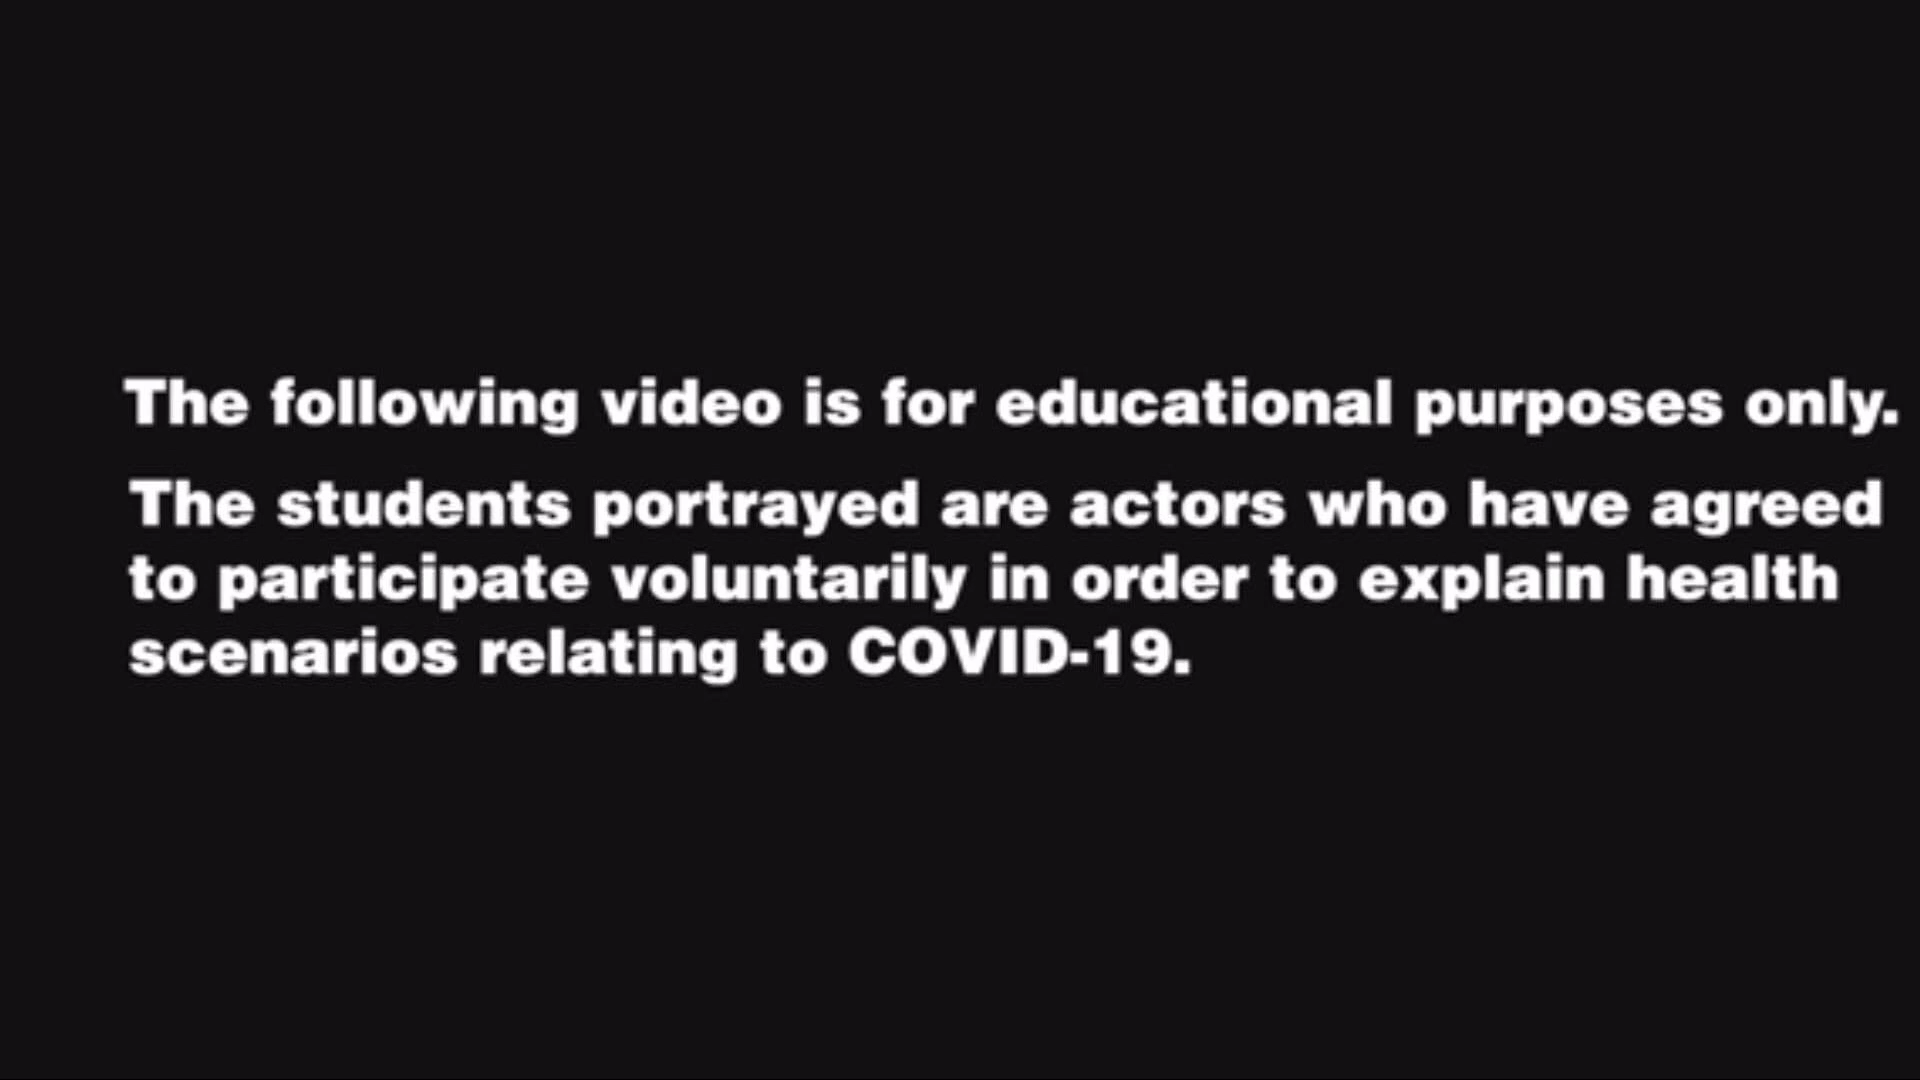 The following video is for educational purposes only.
The students portrayed are actors who have agreed
to participate voluntarily in order to explain health
scenarios relating to COVID-19.